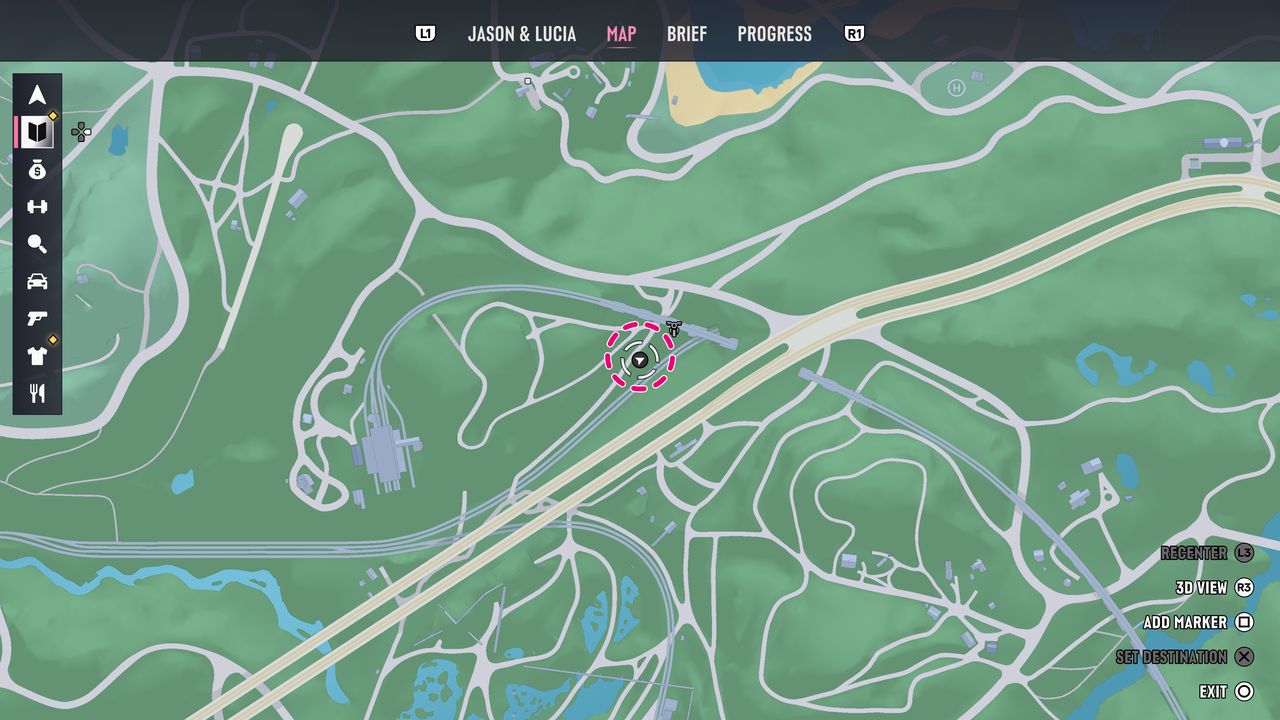 L1 JASON & LUCIA MAP BRIEF PROGRESS R1
H
$
RECENTER L3
3D VIEW R3
ADD MARKER
SET DESTINATION
EXIT